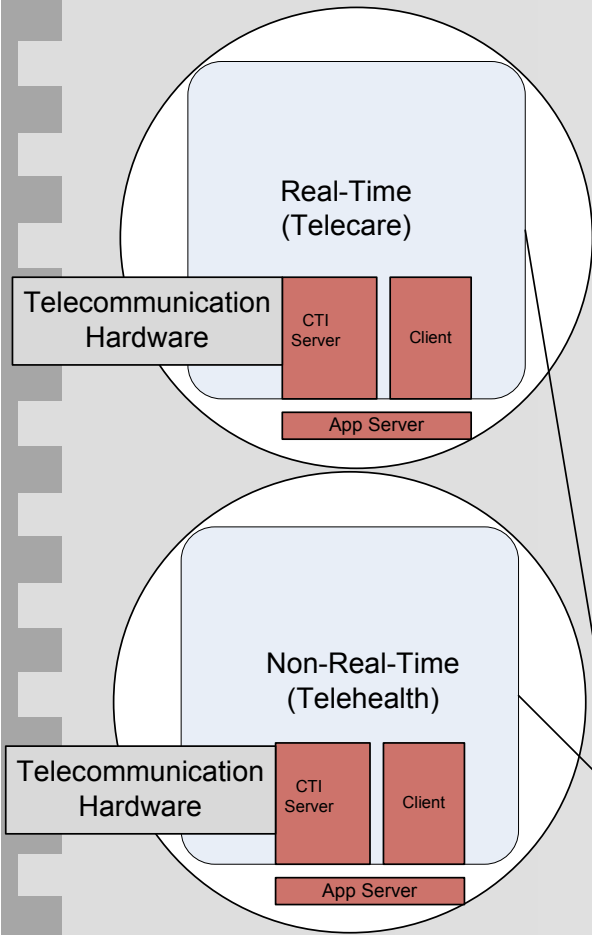 Real-Time
(Telecare)
Telecommunication
Hardware
CTI
Server
Client
App Server
Non-Real-Time
(Telehealth)
Telecommunication
Hardware
CTI
Server
Client
App Server